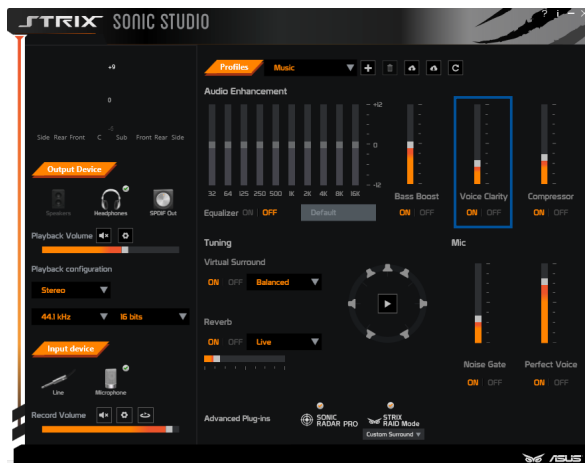 STRIX SONIC STUDIO
? i – ×
+9
0
-4
Side Rear Front C Sub Front Rear Side
Output Device
Speakers Headphones SPDIF Out
Playback Volume
Playback configuration
Stereo
44.1 kHz 16 bits
Input device
Line Microphone
Record Volume
Profiles Music
Audio Enhancement
+12
0
-12
32 64 125 250 500 1K 2K 4K 8K 16K
Equalizer ON OFF Default
Bass Boost
ON OFF
Voice Clarity
ON OFF
Compressor
ON OFF
Tuning
Virtual Surround
ON OFF Balanced
Reverb
ON OFF Live
Mic
Noise Gate
ON OFF
Perfect Voice
ON OFF
Advanced Plug-ins
SONIC
RADAR PRO
STRIX
RAID Mode
Custom Surround
ASUS